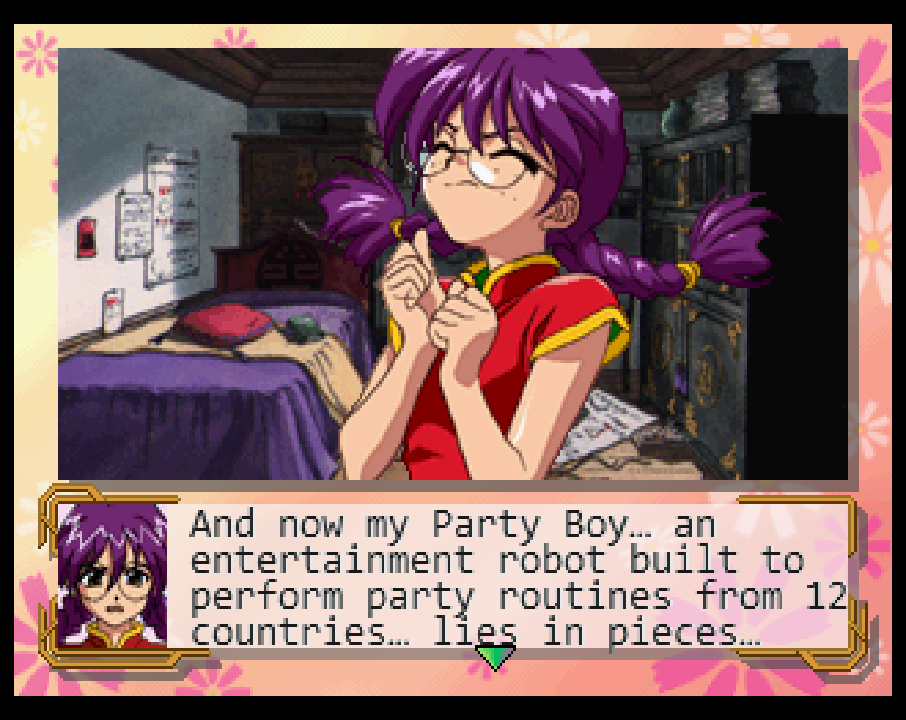 And now my Party Boy… an
entertainment robot built to
perform party routines from 12
countries… lies in pieces…